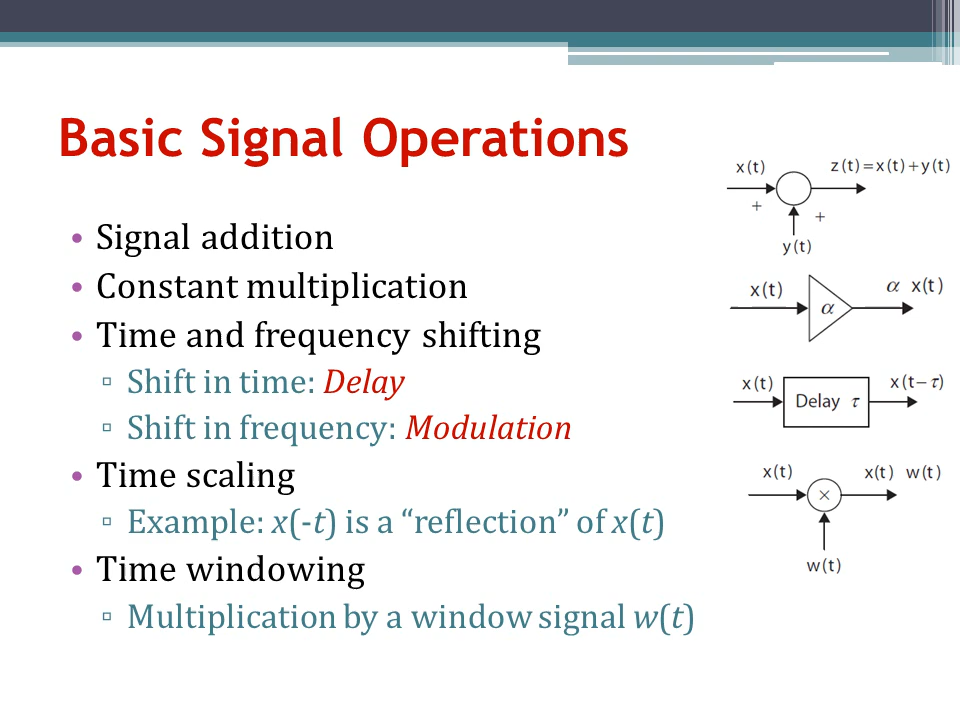 Basic Signal Operations
• Signal addition
• Constant multiplication
• Time and frequency shifting
▫ Shift in time: Delay
▫ Shift in frequency: Modulation
• Time scaling
▫ Example: x(-t) is a “reflection” of x(t)
• Time windowing
▫ Multiplication by a window signal w(t)
x(t) z(t)=x(t)+y(t)
+ +
y(t)
x(t) α α x(t)
x(t) Delay τ x(t−τ)
x(t) × x(t) w(t)
w(t)